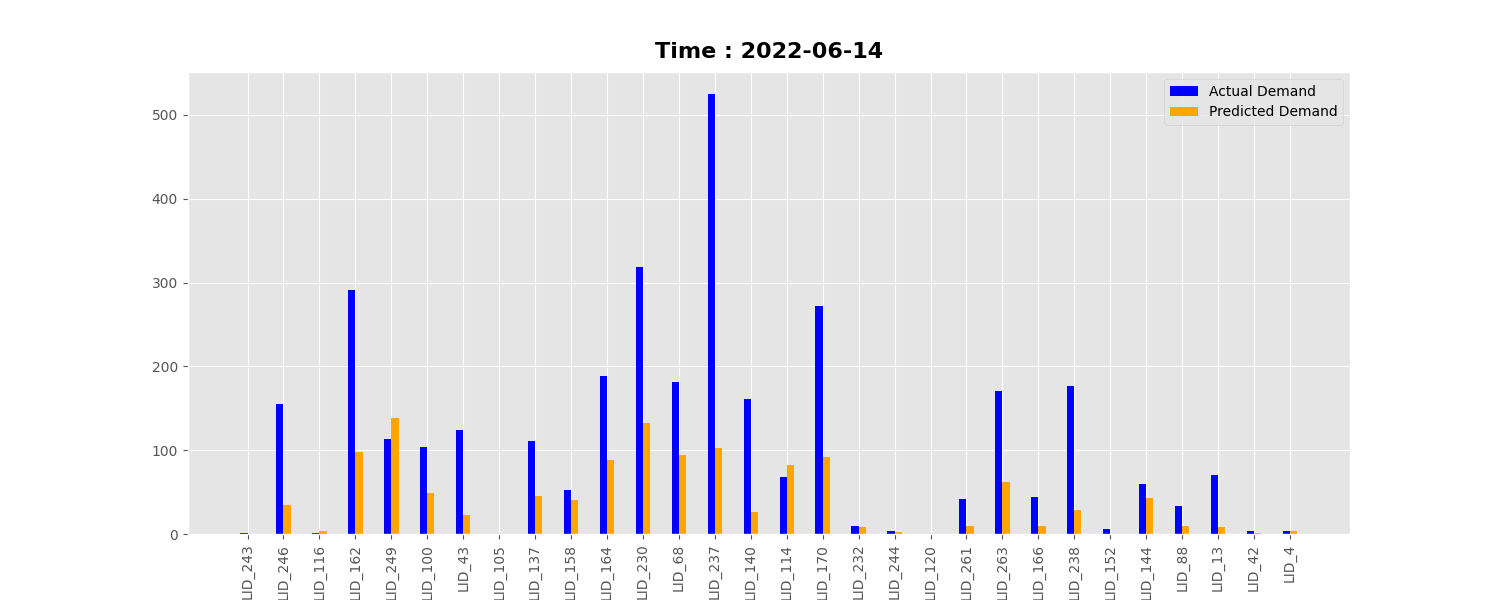 Time : 2022-06-14
Actual Demand
Predicted Demand
500
400
300
200
100
0
LID_243
LID_246
LID_116
LID_162
LID_249
LID_100
LID_43
LID_105
LID_137
LID_158
LID_164
LID_230
LID_68
LID_237
LID_140
LID_114
LID_170
LID_232
LID_244
LID_120
LID_261
LID_263
LID_166
LID_238
LID_152
LID_144
LID_88
LID_13
LID_42
LID_4